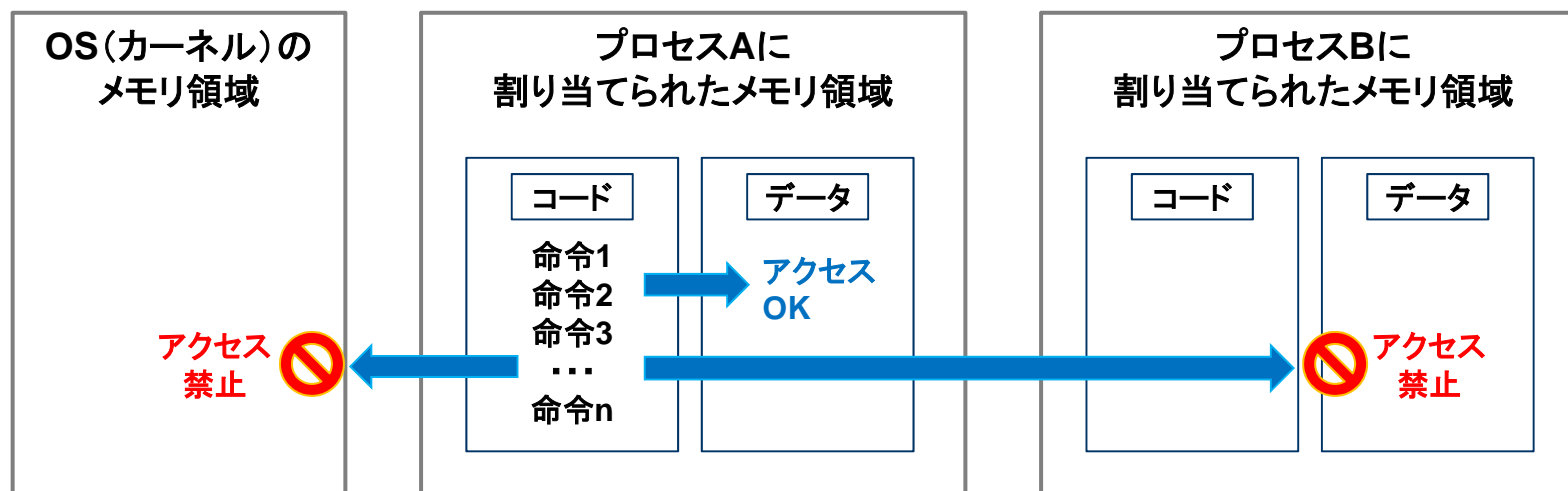 OS(カーネル)の
メモリ領域
アクセス
禁止
プロセスAに
割り当てられたメモリ領域
コード
命令1
命令2
命令3
…
命令n
データ
アクセス
OK
プロセスBに
割り当てられたメモリ領域
コード
データ
アクセス
禁止